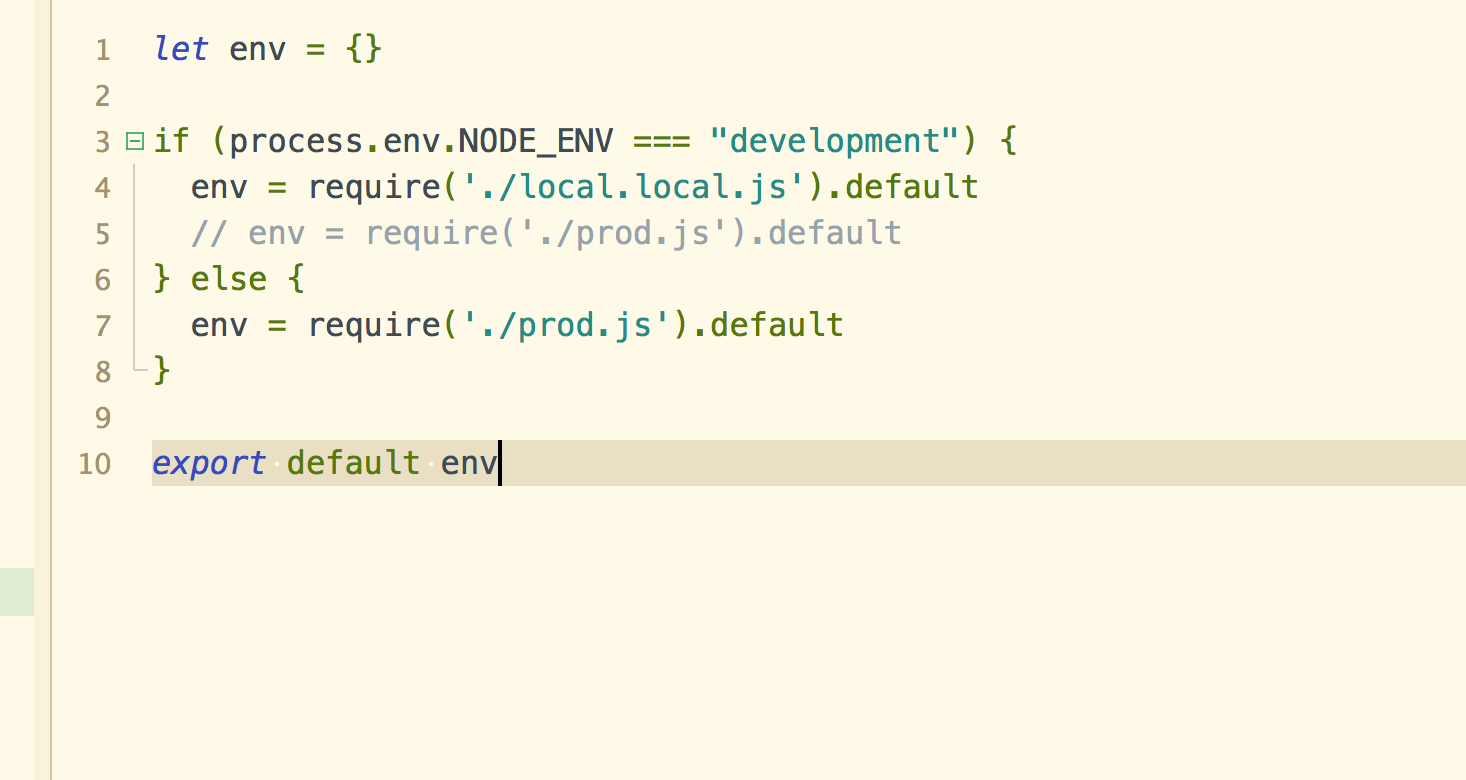 1 let env = {}
2
3 if (process.env.NODE_ENV === "development") {
4   env = require('./local.local.js').default
5   // env = require('./prod.js').default
6 } else {
7   env = require('./prod.js').default
8 }
9
10 export default env